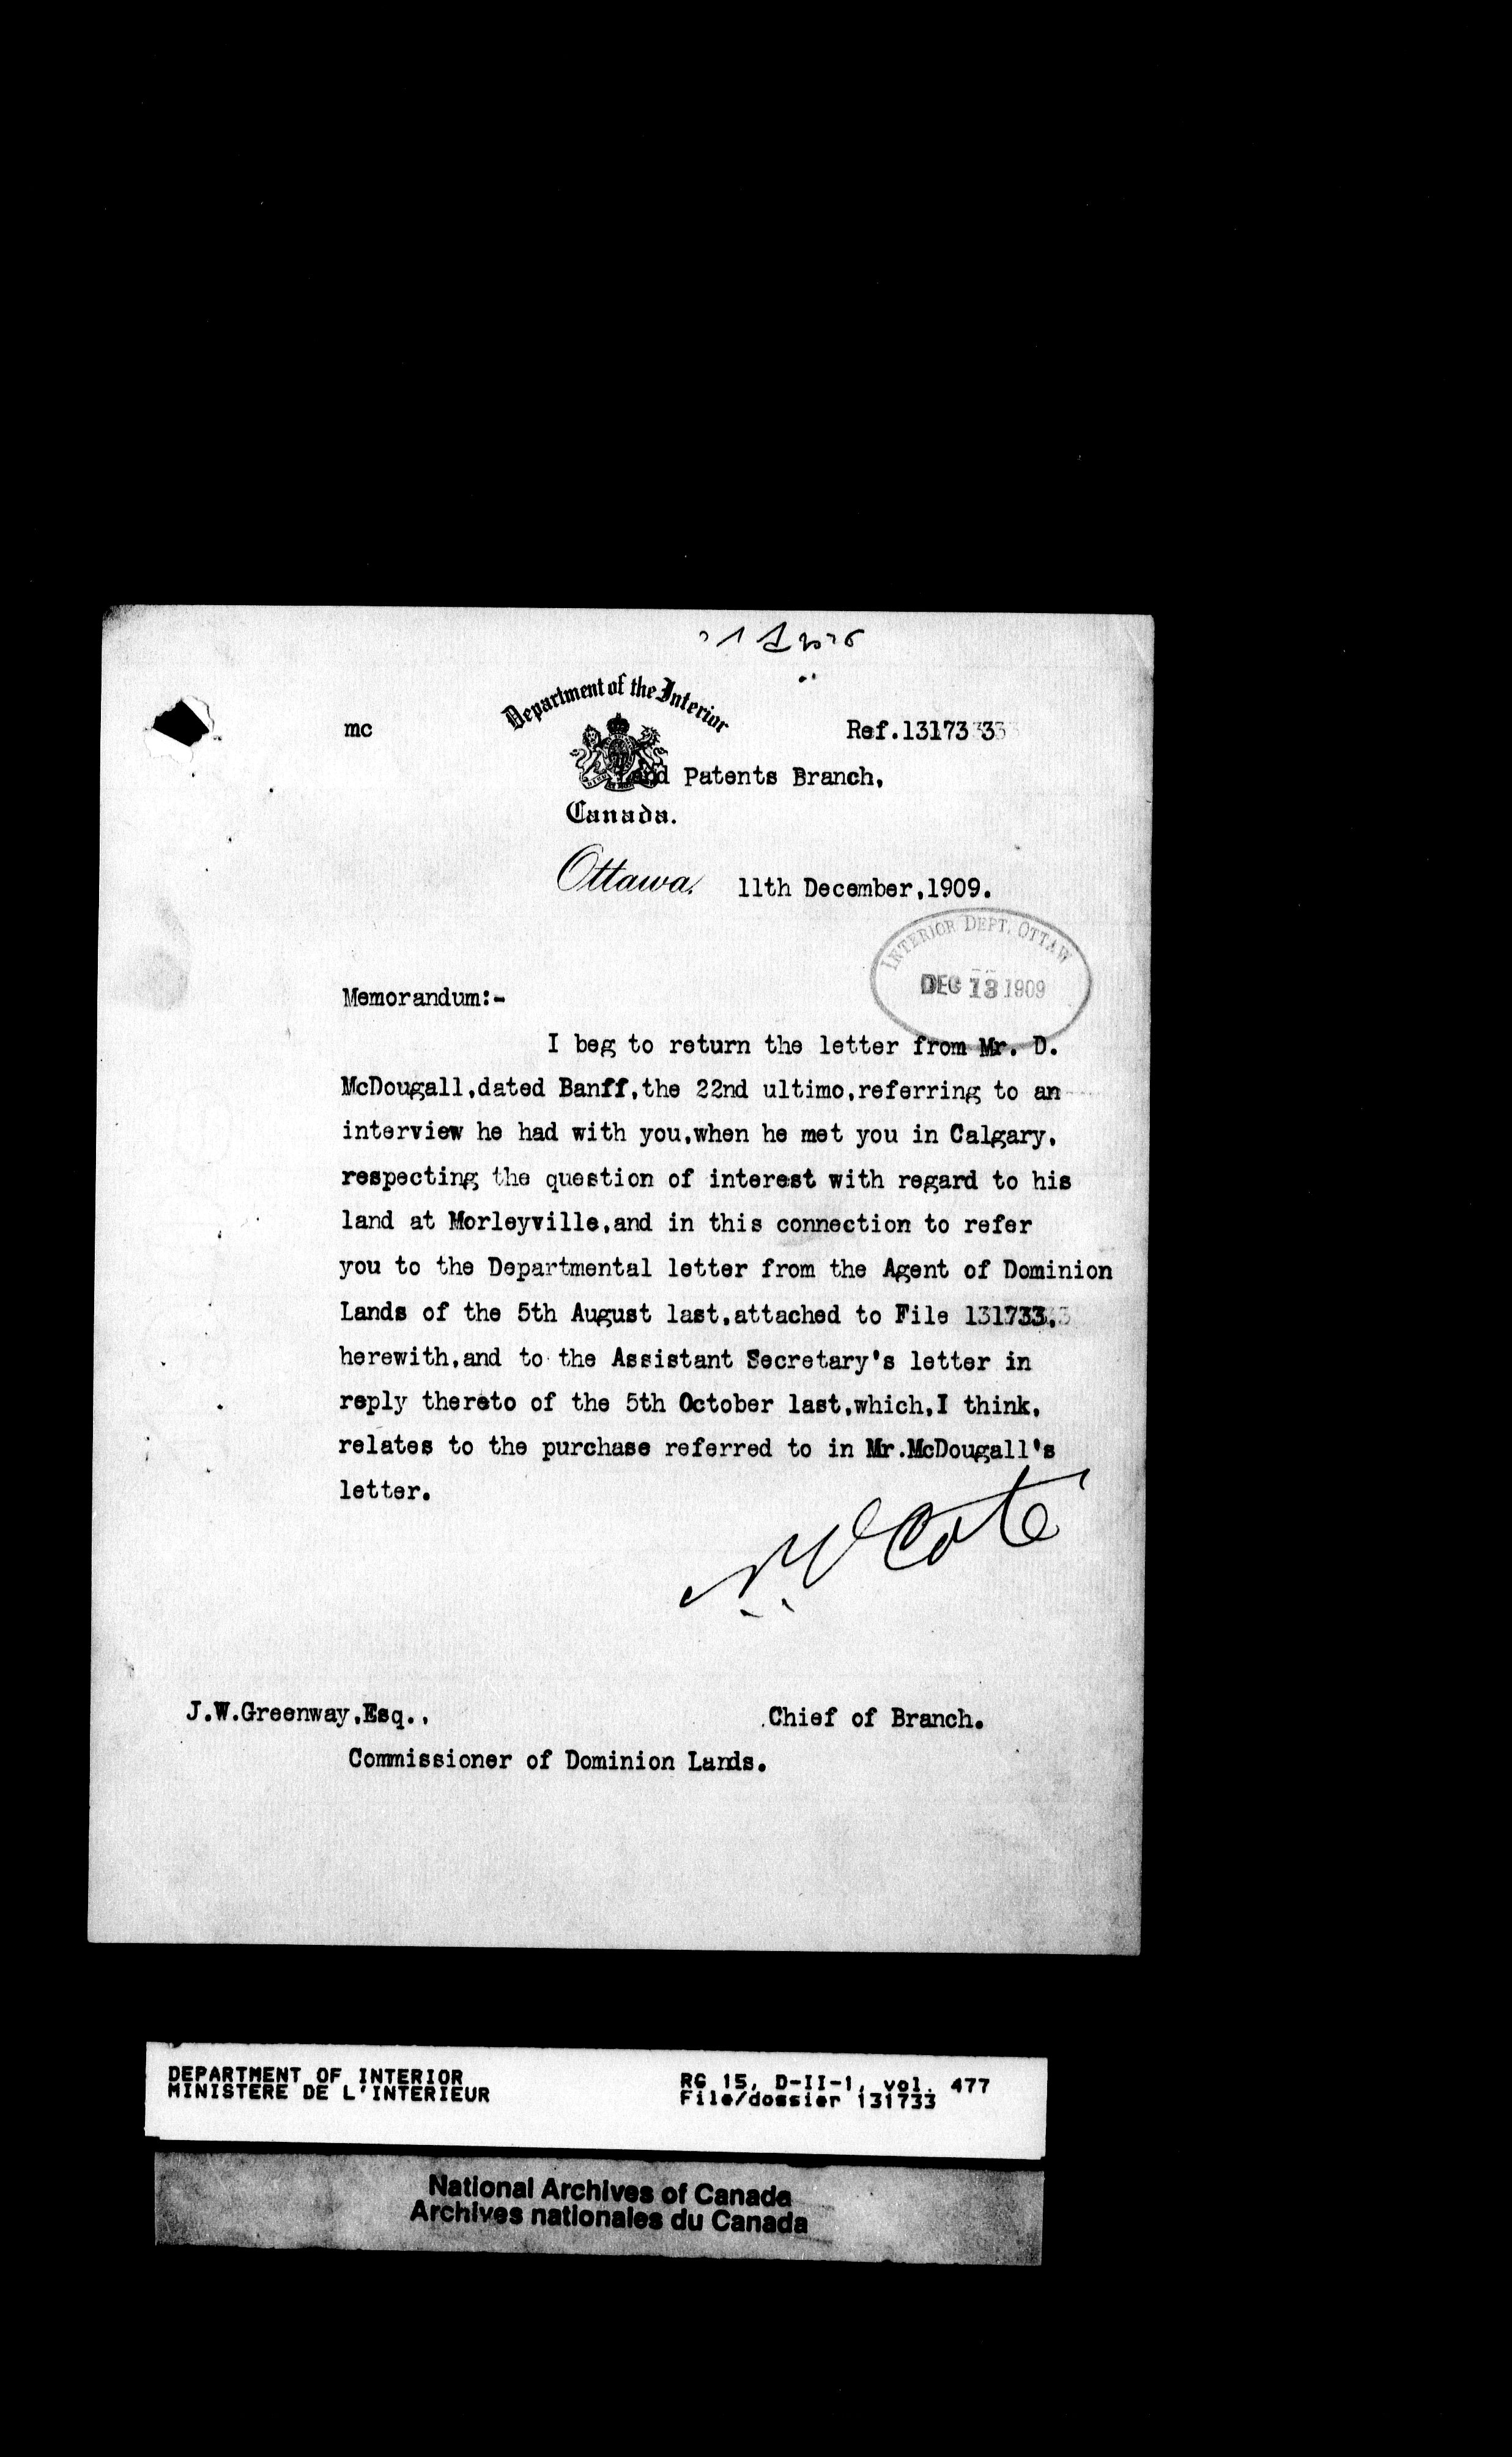 Department of the Interior
mc
Ref.131733
Land Patents Branch,
Canada.
Ottawa, 11th December,1909.
INTERIOR DEPT. OTTAW
DEC 13 1909
Memorandum:-
I beg to return the letter from Mr. D.
McDougall,dated Banff,the 22nd ultimo,referring to an
interview he had with you,when he met you in Calgary,
respecting the question of interest with regard to his
land at Morleyville,and in this connection to refer
you to the Departmental letter from the Agent of Dominion
Lands of the 5th August last,attached to File 131733,
herewith,and to the Assistant Secretary's letter in
reply thereto of the 5th October last,which,I think,
relates to the purchase referred to in Mr.McDougall's
letter.
N. O Coté
J.W.Greenway,Esq.,
Chief of Branch.
Commissioner of Dominion Lands.
DEPARTMENT OF INTERIOR
MINISTERE DE L'INTERIEUR
RG 15, D-II-1, vol. 477
File/dossier 131733
National Archives of Canada
Archives nationales du Canada